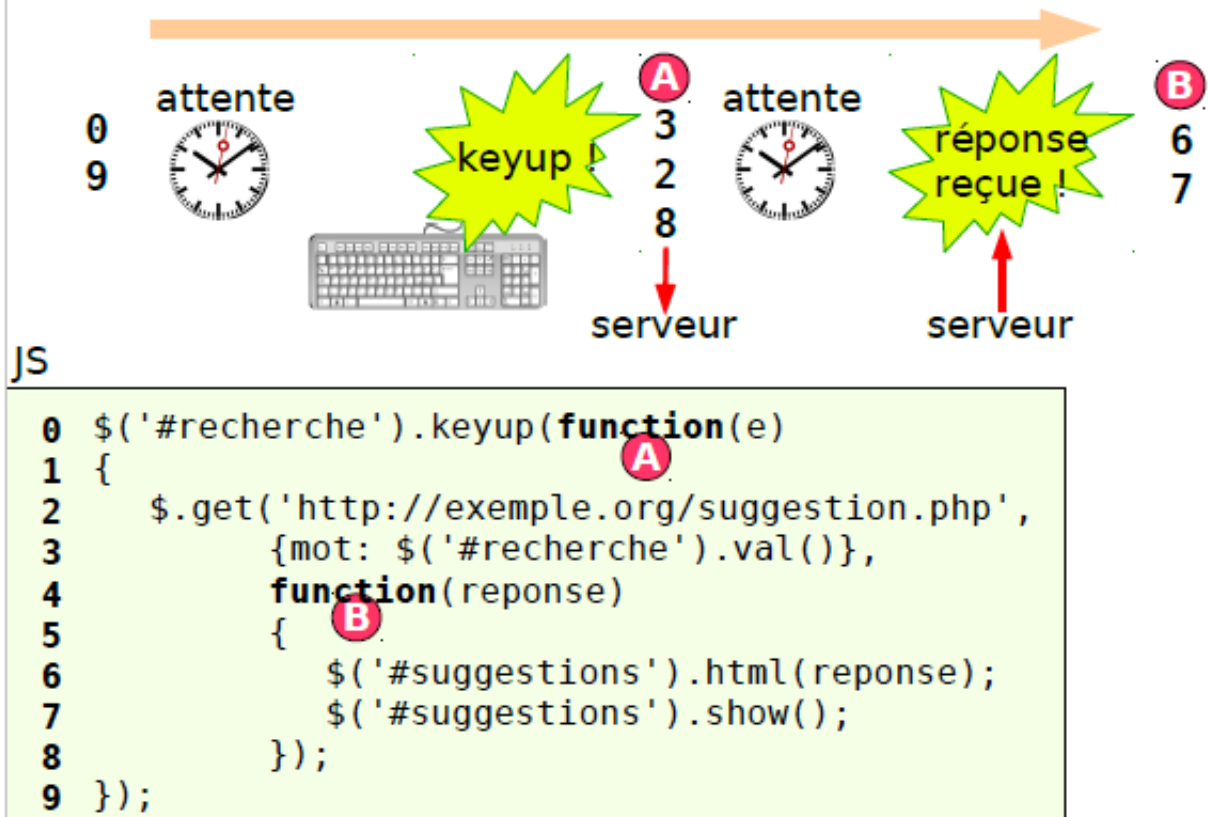 attente
0
9
keyup !
A
3
2
8
serveur
attente
réponse
reçue !
serveur
B
6
7
JS
0 $('#recherche').keyup(function(e)
A
1 {
2 $.get('http://exemple.org/suggestion.php',
3 {mot: $('#recherche').val()},
4 function(reponse)
B
5 {
6 $('#suggestions').html(reponse);
7 $('#suggestions').show();
8 });
9 });